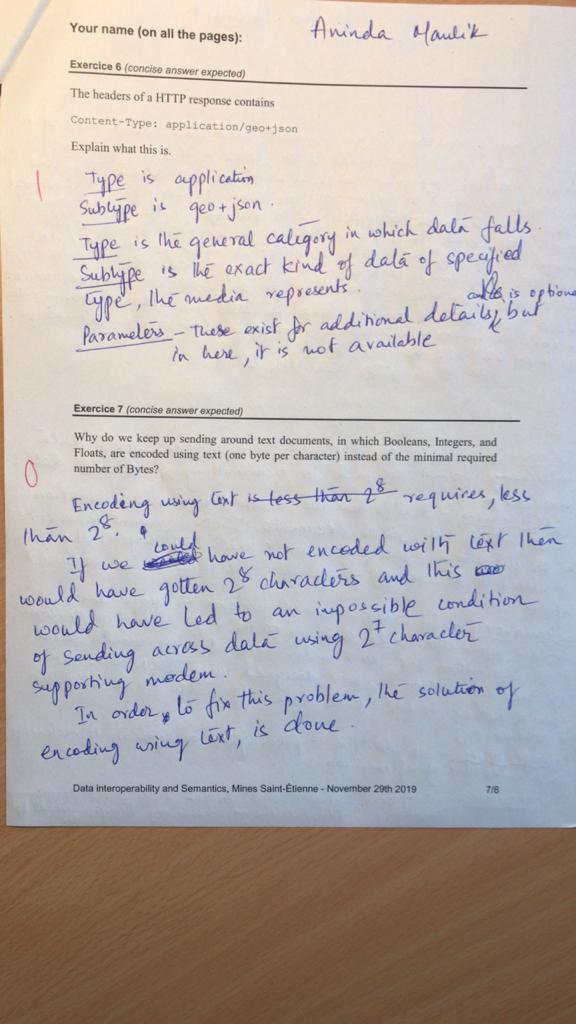 Your name (on all the pages): Aninda Maulik
Exercice 6 (concise answer expected)
The headers of a HTTP response contains
Content-Type: application/geo+json
Explain what this is.
1
Type is application
Subtype is geo+json.
Type is the general category in which data falls.
Subtype is the exact kind of data of specified
type, the media represents.
is optional
Parameters – These exist for additional details, but
in here, it is not available
Exercice 7 (concise answer expected)
Why do we keep up sending around text documents, in which Booleans, Integers, and
Floats, are encoded using text (one byte per character) instead of the minimal required
number of Bytes?
0
Encoding using text is less than 2^8 requires, less
than 2^8.
If we could have not encoded with text then
would have gotten 2^8 characters and this
would have led to an impossible condition
of sending across data using 2^7 character
supporting modem.
In order, to fix this problem, the solution of
encoding using text, is done.
Data interoperability and Semantics, Mines Saint-Étienne - November 29th 2019 7/8